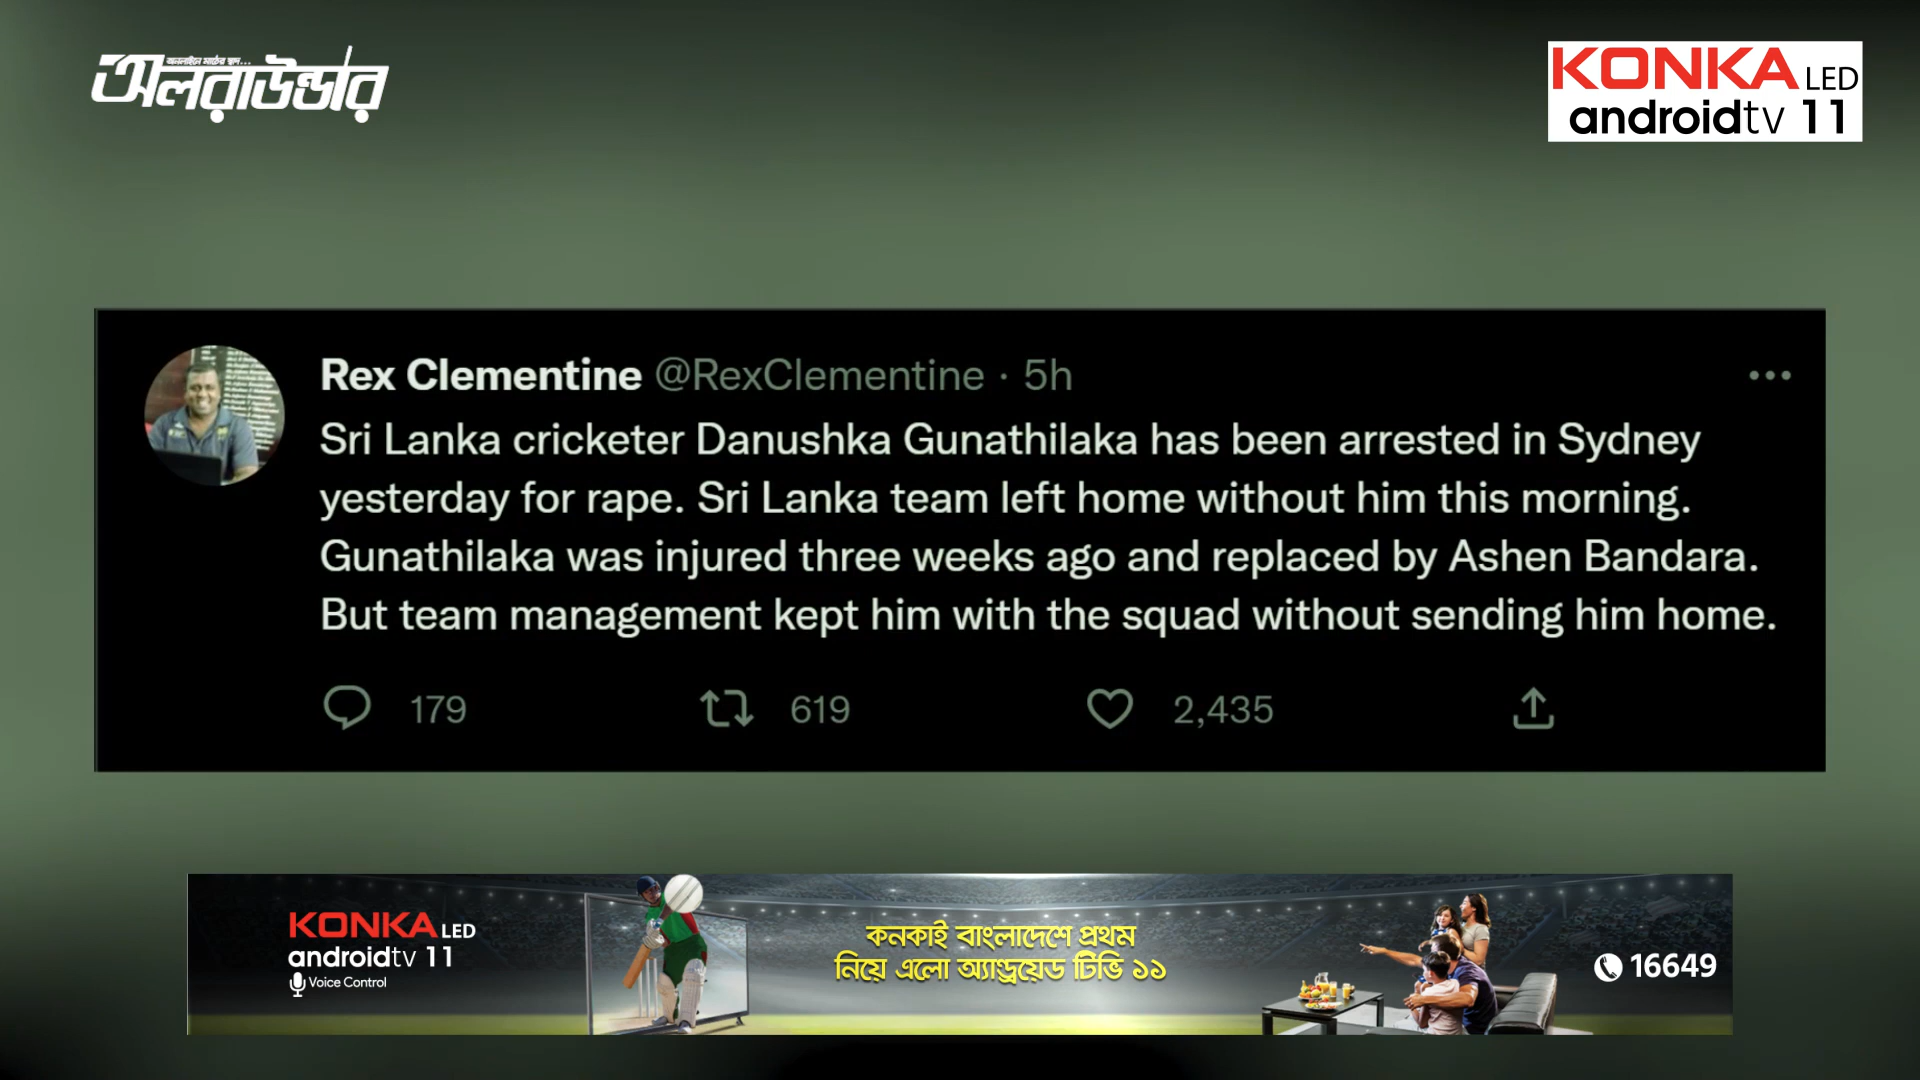 অনলাইনে মাঠের স্বাদ...
অলরাউন্ডার
KONKA LED
androidtv 11
Rex Clementine @RexClementine · 5h
Sri Lanka cricketer Danushka Gunathilaka has been arrested in Sydney
yesterday for rape. Sri Lanka team left home without him this morning.
Gunathilaka was injured three weeks ago and replaced by Ashen Bandara.
But team management kept him with the squad without sending him home.
179 619 2,435
KONKA LED
androidtv 11
Voice Control
কনকাই বাংলাদেশে প্রথম
নিয়ে এলো অ্যান্ড্রয়েড টিভি ১১
16649